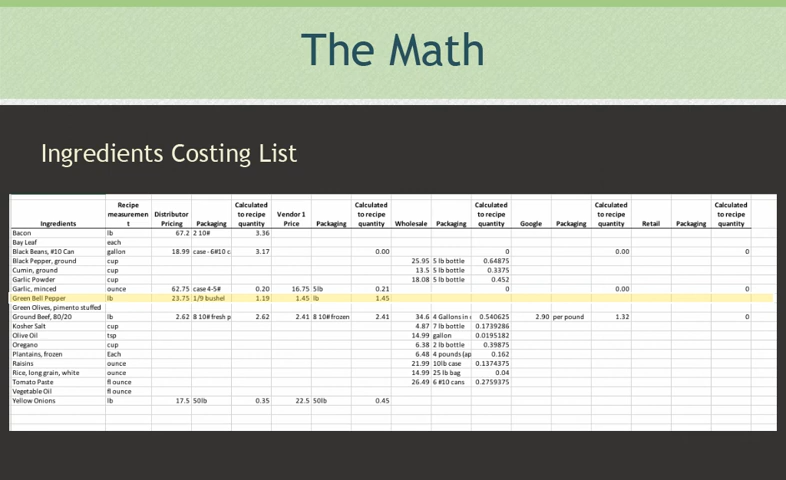 The Math
Ingredients Costing List
Ingredients Recipe measurement Distributor Pricing Packaging Calculated to recipe quantity Vendor 1 Price Packaging Calculated to recipe quantity Wholesale Packaging Calculated to recipe quantity Google Packaging Calculated to recipe quantity Retail Packaging Calculated to recipe quantity
Bacon lb 67.2 2 10# 3.36
Bay Leaf each
Black Beans, #10 Can gallon 18.99 case - 6#10 c 3.17 0.00 0 0.00 0
Black Pepper, ground cup 25.95 5 lb bottle 0.64875
Cumin, ground cup 13.5 5 lb bottle 0.3375
Garlic Powder cup 18.08 5 lb bottle 0.452
Garlic, minced ounce 62.75 case 4-5# 0.20 16.75 5lb 0.21 0 0.00 0
Green Bell Pepper lb 23.75 1/9 bushel 1.19 1.45 lb 1.45
Green Olives, pimento stuffed
Ground Beef, 80/20 lb 2.62 8 10# fresh p 2.62 2.41 8 10# frozen 2.41 34.6 4 Gallons in 0.540625 2.90 per pound 1.32 0
Kosher Salt cup 4.87 7 lb bottle 0.1739286
Olive Oil tsp 14.99 gallon 0.0195182
Oregano cup 6.38 2 lb bottle 0.39875
Plantains, frozen Each 6.48 4 pounds (ap 0.162
Raisins ounce 21.99 10lb case 0.1374375
Rice, long grain, white ounce 14.99 25 lb bag 0.04
Tomato Paste fl ounce 26.49 6 #10 cans 0.2759375
Vegetable Oil fl ounce
Yellow Onions lb 17.5 50lb 0.35 22.5 50lb 0.45